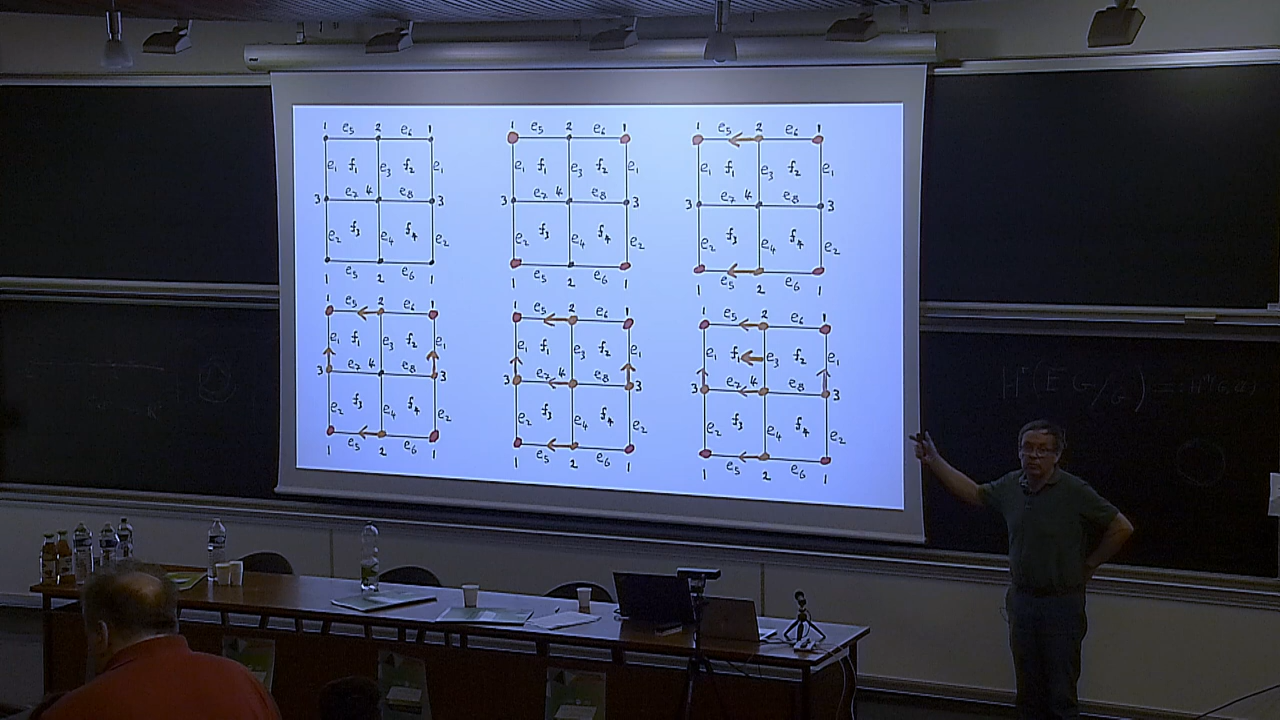 1 e₅ 2 e₆ 1
e₁ f₁ e₃ f₂ e₁
3 e₇ 4 e₈ 3
e₂ f₃ e₄ f₄ e₂
e₅ e₆
1 2 1
1 e₅ 2 e₆ 1
e₁ f₁ e₃ f₂ e₁
3 e₇ 4 e₈ 3
e₂ f₃ e₄ f₄ e₂
e₅ e₆
1 2 1
e₅ 2 e₆ 1
e₁ f₁ e₃ f₂ e₁
3 e₇ 4 e₈ 3
e₂ f₃ e₄ f₄ e₂
e₅ e₆
1 2 1
1 e₅ 2 e₆ 1
e₁ f₁ e₃ f₂ e₁
3 e₇ 4 e₈ 3
e₂ f₃ e₄ f₄ e₂
e₅ e₆
1 2 1
1 e₅ 2 e₆ 1
e₁ f₁ e₃ f₂ e₁
3 e₇ 4 e₈ 3
e₂ f₃ e₄ f₄ e₂
e₅ e₆
1 2 1
1 e₅ 2 e₆ 1
e₁ f₁ e₃ f₂ e₁
3 e₇ 4 e₈ 3
e₂ f₃ e₄ f₄ e₂
e₅ e₆
1 2 1